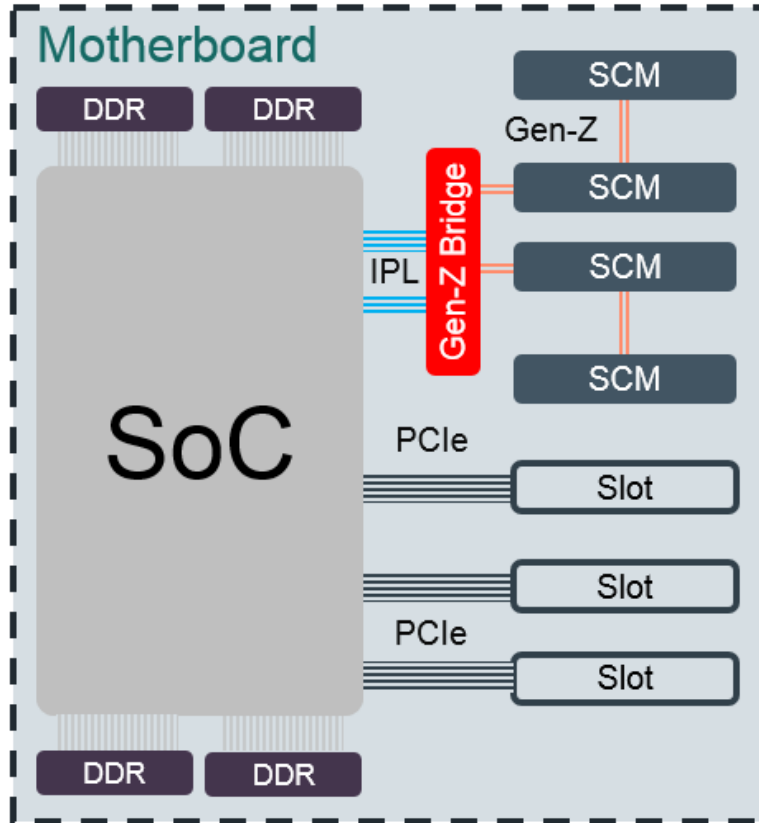 Motherboard
DDR
DDR
SCM
Gen-Z
SCM
Gen-Z Bridge
IPL
SCM
SCM
SoC
PCIe
Slot
Slot
PCIe
Slot
DDR
DDR